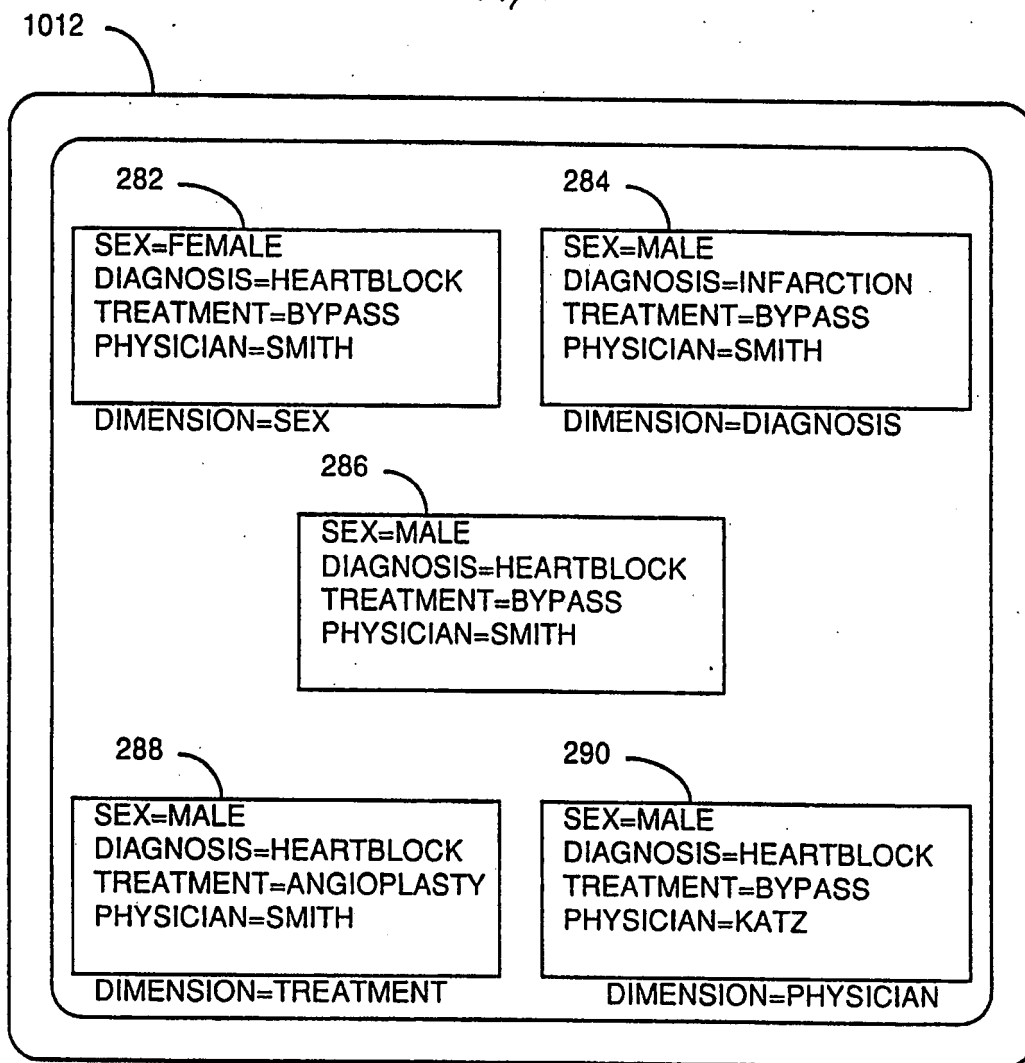 1012
282
SEX=FEMALE
DIAGNOSIS=HEARTBLOCK
TREATMENT=BYPASS
PHYSICIAN=SMITH
DIMENSION=SEX
284
SEX=MALE
DIAGNOSIS=INFARCTION
TREATMENT=BYPASS
PHYSICIAN=SMITH
DIMENSION=DIAGNOSIS
286
SEX=MALE
DIAGNOSIS=HEARTBLOCK
TREATMENT=BYPASS
PHYSICIAN=SMITH
288
SEX=MALE
DIAGNOSIS=HEARTBLOCK
TREATMENT=ANGIOPLASTY
PHYSICIAN=SMITH
DIMENSION=TREATMENT
290
SEX=MALE
DIAGNOSIS=HEARTBLOCK
TREATMENT=BYPASS
PHYSICIAN=KATZ
DIMENSION=PHYSICIAN